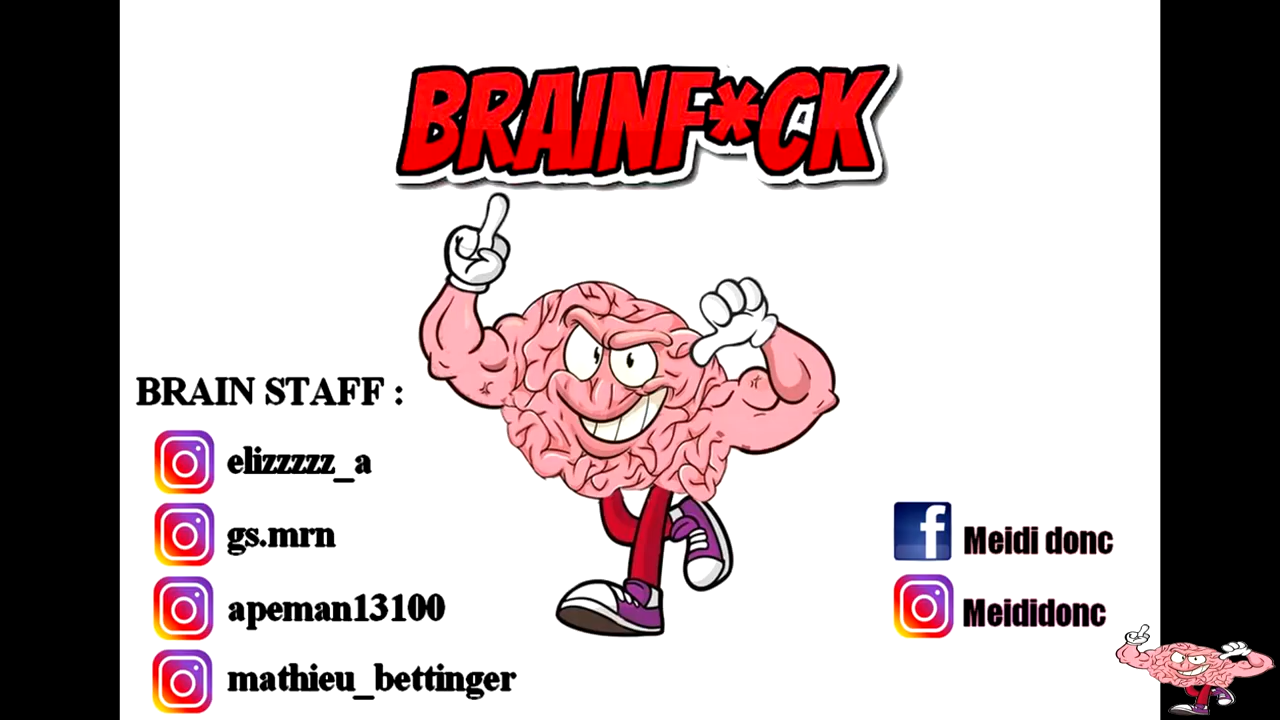 BRAINF*CK
BRAIN STAFF :
elizzzzz_a
gs.mrn
apeman13100
mathieu_bettinger
f Meidi donc
Meididonc